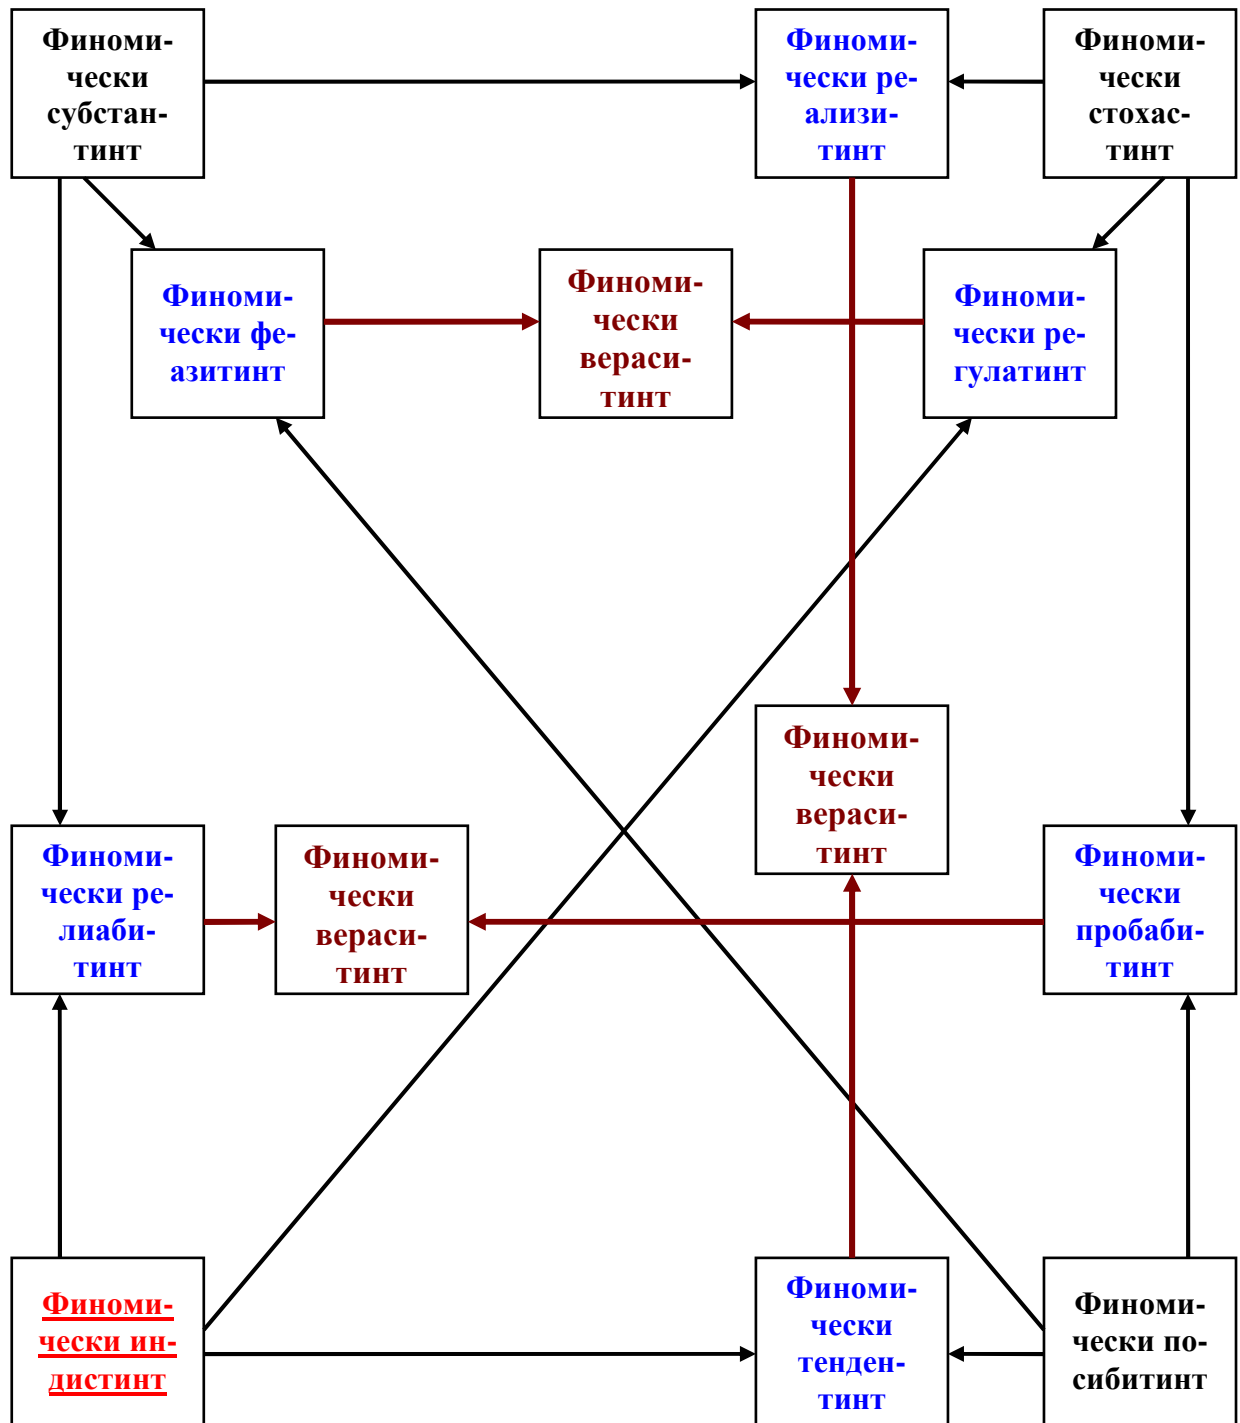 Финоми-
чески
субстан-
тинт
Финоми-
чески ре-
ализи-
тинт
Финоми-
чески
стохас-
тинт
Финоми-
чески фе-
азитинт
Финоми-
чески
вераси-
тинт
Финоми-
чески ре-
гулатинт
Финоми-
чески
вераси-
тинт
Финоми-
чески ре-
лиаби-
тинт
Финоми-
чески
вераси-
тинт
Финоми-
чески
пробаби-
тинт
Финоми-
чески ин-
дистинт
Финоми-
чески
тенден-
тинт
Финоми-
чески по-
сибитинт